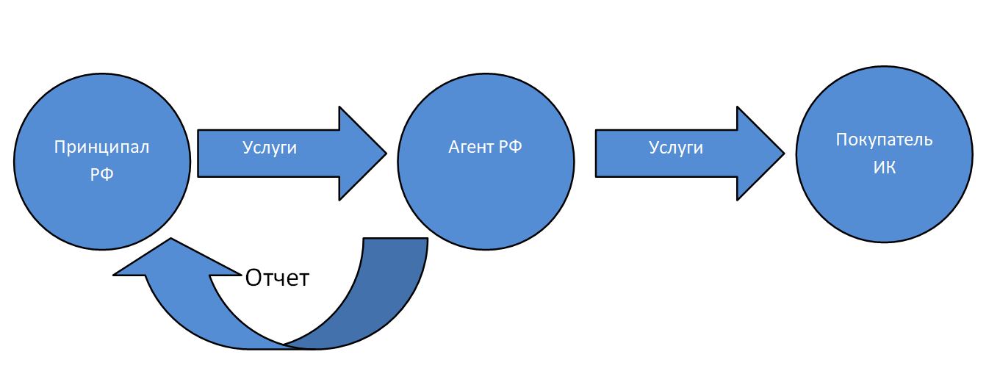 Принципал
РФ
Услуги
Агент РФ
Услуги
Покупатель
ИК
Отчет